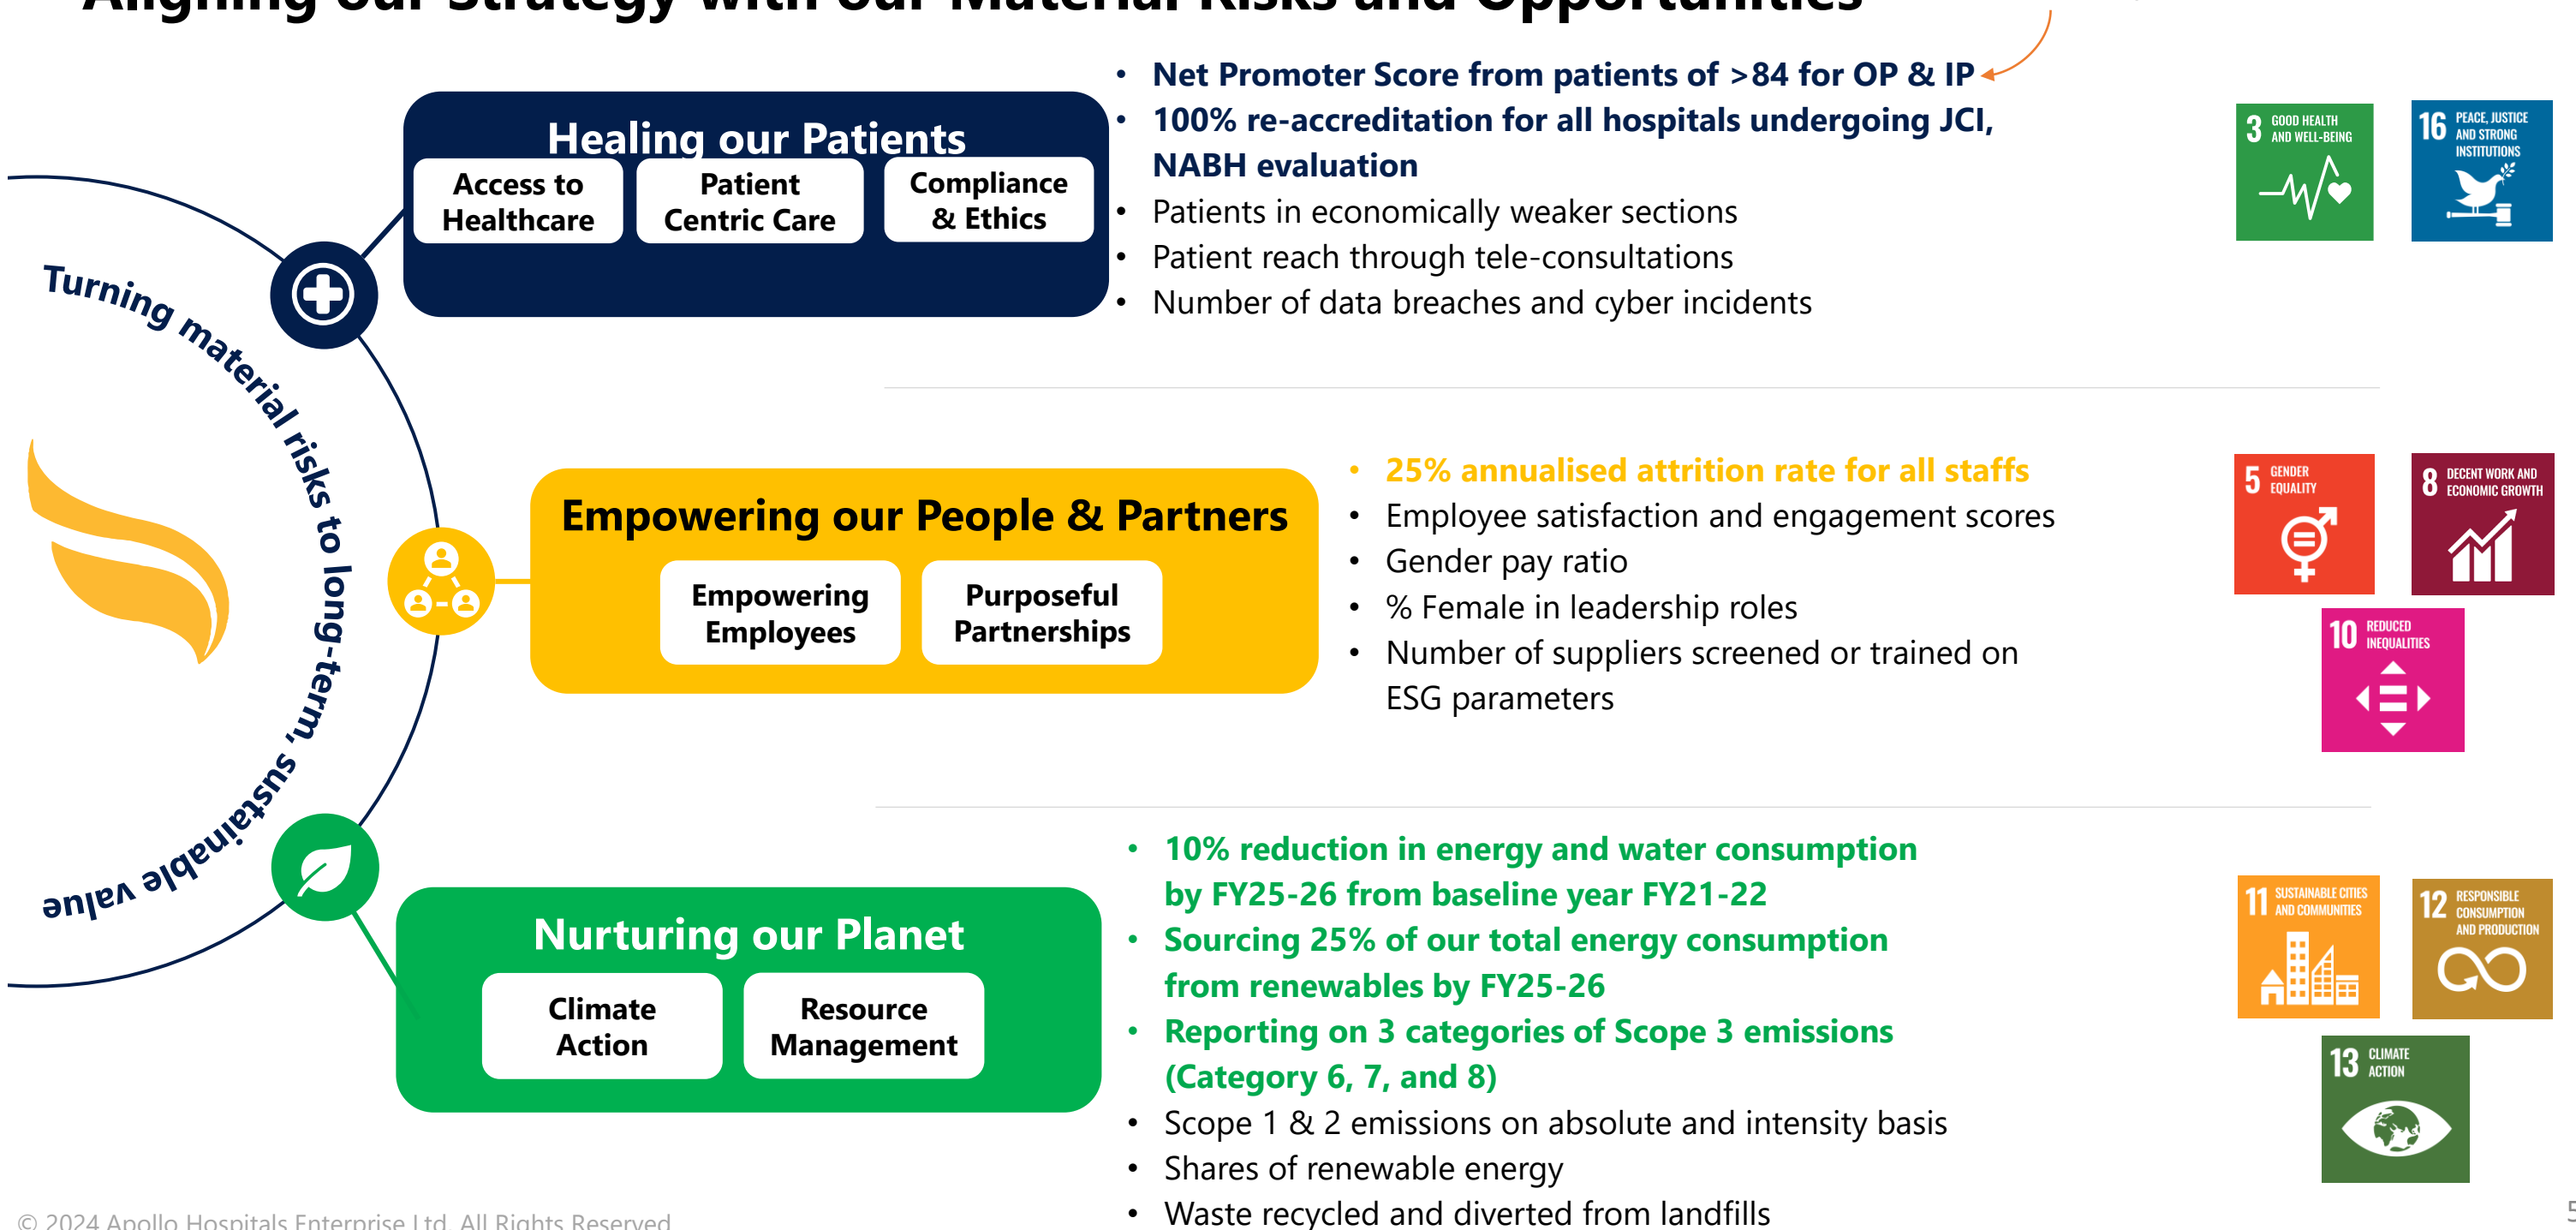 Aligning our Strategy with our Material Risks and Opportunities
Turning material risks to long-term, sustainable value
Healing our Patients
Access to
Healthcare
Patient
Centric Care
Compliance
& Ethics
• Net Promoter Score from patients of >84 for OP & IP
• 100% re-accreditation for all hospitals undergoing JCI,
NABH evaluation
• Patients in economically weaker sections
• Patient reach through tele-consultations
• Number of data breaches and cyber incidents
3 GOOD HEALTH
AND WELL-BEING
16 PEACE, JUSTICE
AND STRONG
INSTITUTIONS
Empowering our People & Partners
Empowering
Employees
Purposeful
Partnerships
• 25% annualised attrition rate for all staffs
• Employee satisfaction and engagement scores
• Gender pay ratio
• % Female in leadership roles
• Number of suppliers screened or trained on
ESG parameters
5 GENDER
EQUALITY
8 DECENT WORK AND
ECONOMIC GROWTH
10 REDUCED
INEQUALITIES
Nurturing our Planet
Climate
Action
Resource
Management
• 10% reduction in energy and water consumption
by FY25-26 from baseline year FY21-22
• Sourcing 25% of our total energy consumption
from renewables by FY25-26
• Reporting on 3 categories of Scope 3 emissions
(Category 6, 7, and 8)
• Scope 1 & 2 emissions on absolute and intensity basis
• Shares of renewable energy
• Waste recycled and diverted from landfills
11 SUSTAINABLE CITIES
AND COMMUNITIES
12 RESPONSIBLE
CONSUMPTION
AND PRODUCTION
13 CLIMATE
ACTION
© 2024 Apollo Hospitals Enterprise Ltd. All Rights Reserved